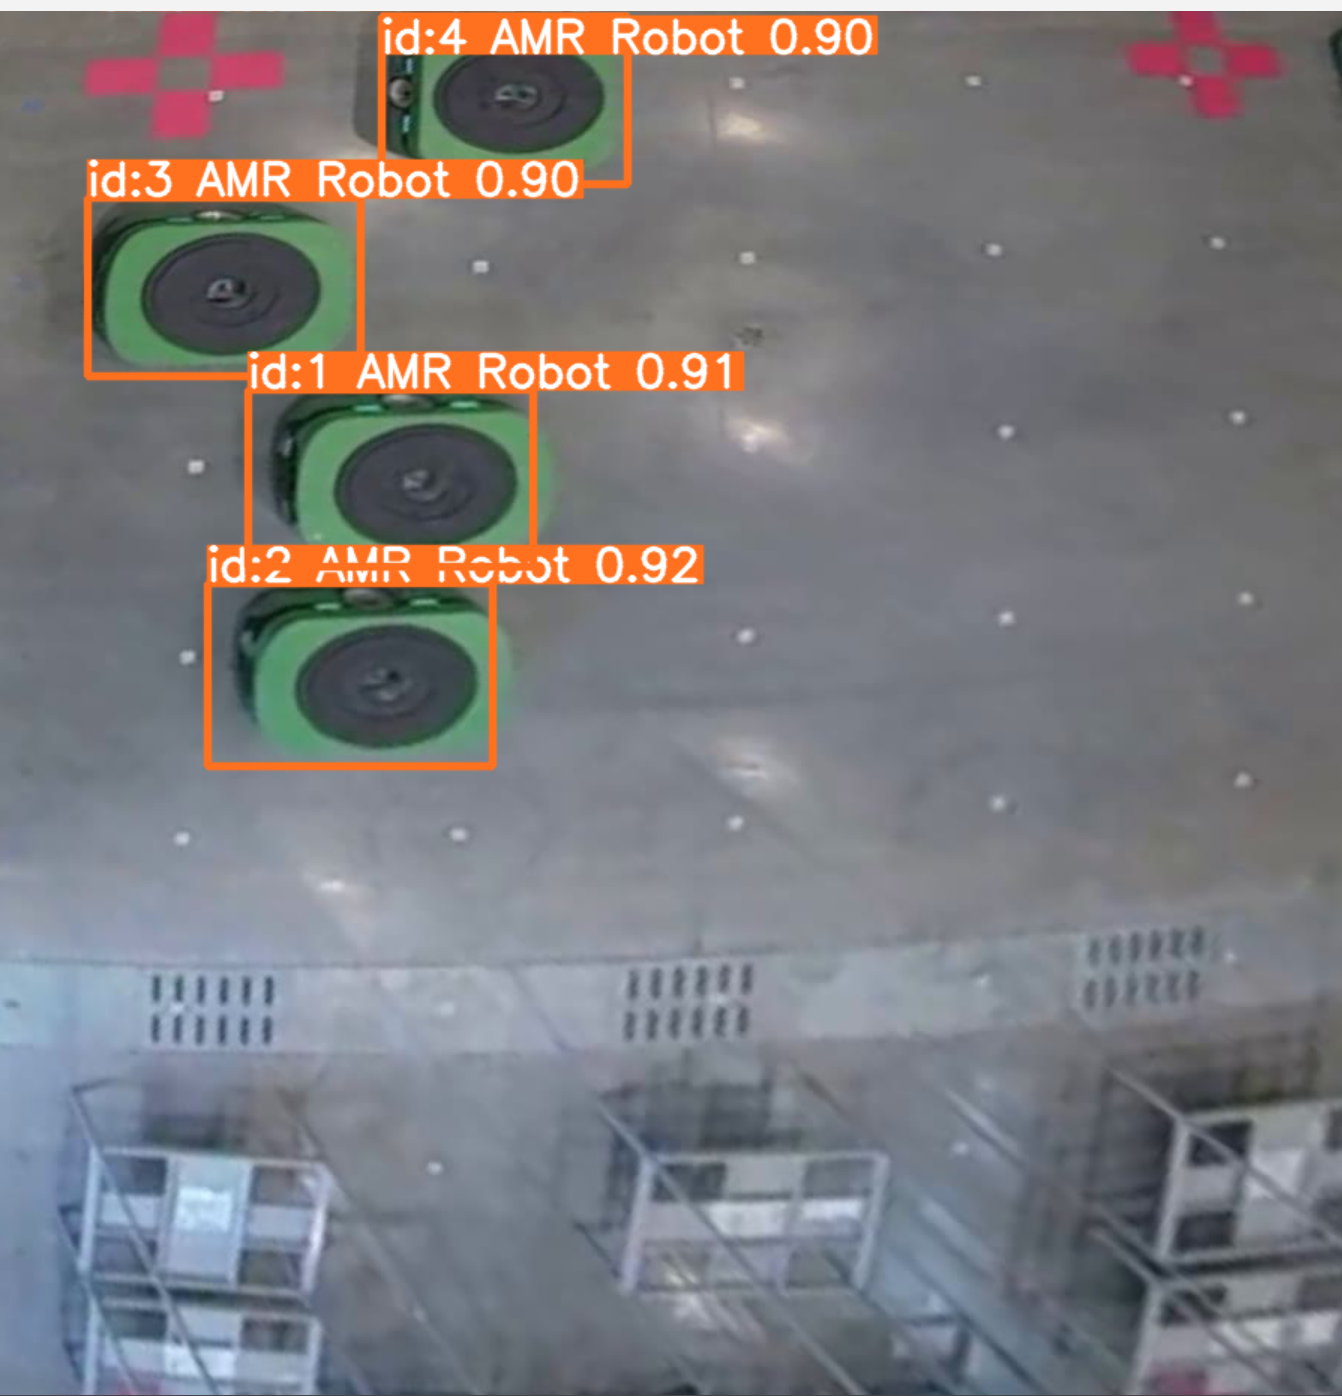 id:4 AMR Robot 0.90
id:3 AMR Robot 0.90
id:1 AMR Robot 0.91
id:2 AMR Robot 0.92